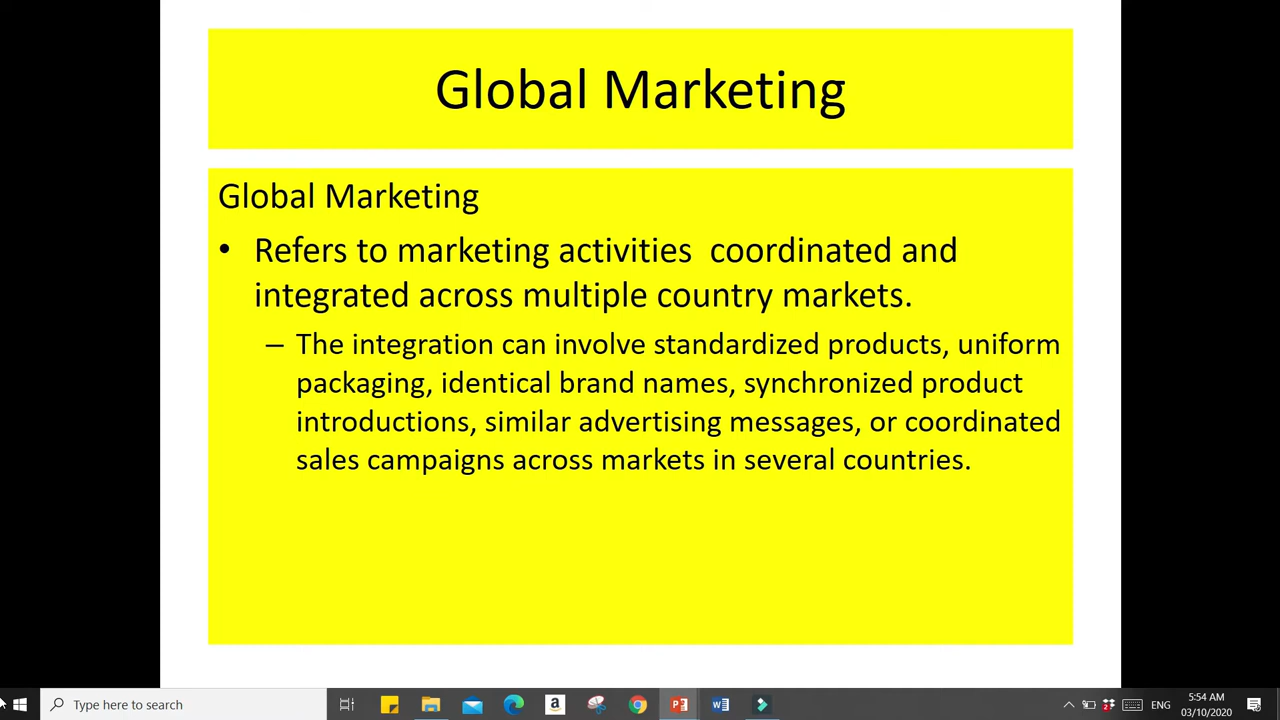 Global Marketing
Global Marketing
• Refers to marketing activities  coordinated and
integrated across multiple country markets.
– The integration can involve standardized products, uniform
packaging, identical brand names, synchronized product
introductions, similar advertising messages, or coordinated
sales campaigns across markets in several countries.
Type here to search
a
P
W
ENG
5:54 AM
03/10/2020